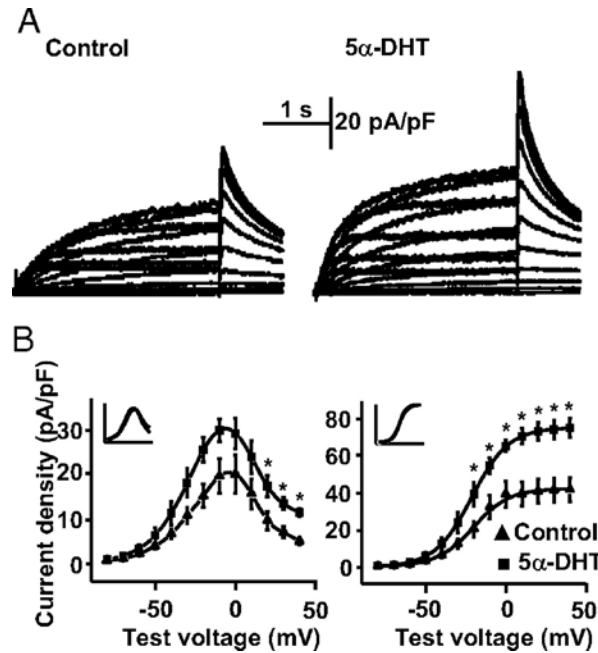 A
Control 5α-DHT
1 s
20 pA/pF
B
Current density (pA/pF)
30
20
10
0
-50 0 50
Test voltage (mV)
* * *
80
60
40
20
0
-50 0 50
Test voltage (mV)
* * * * * * *
Control
5α-DHT